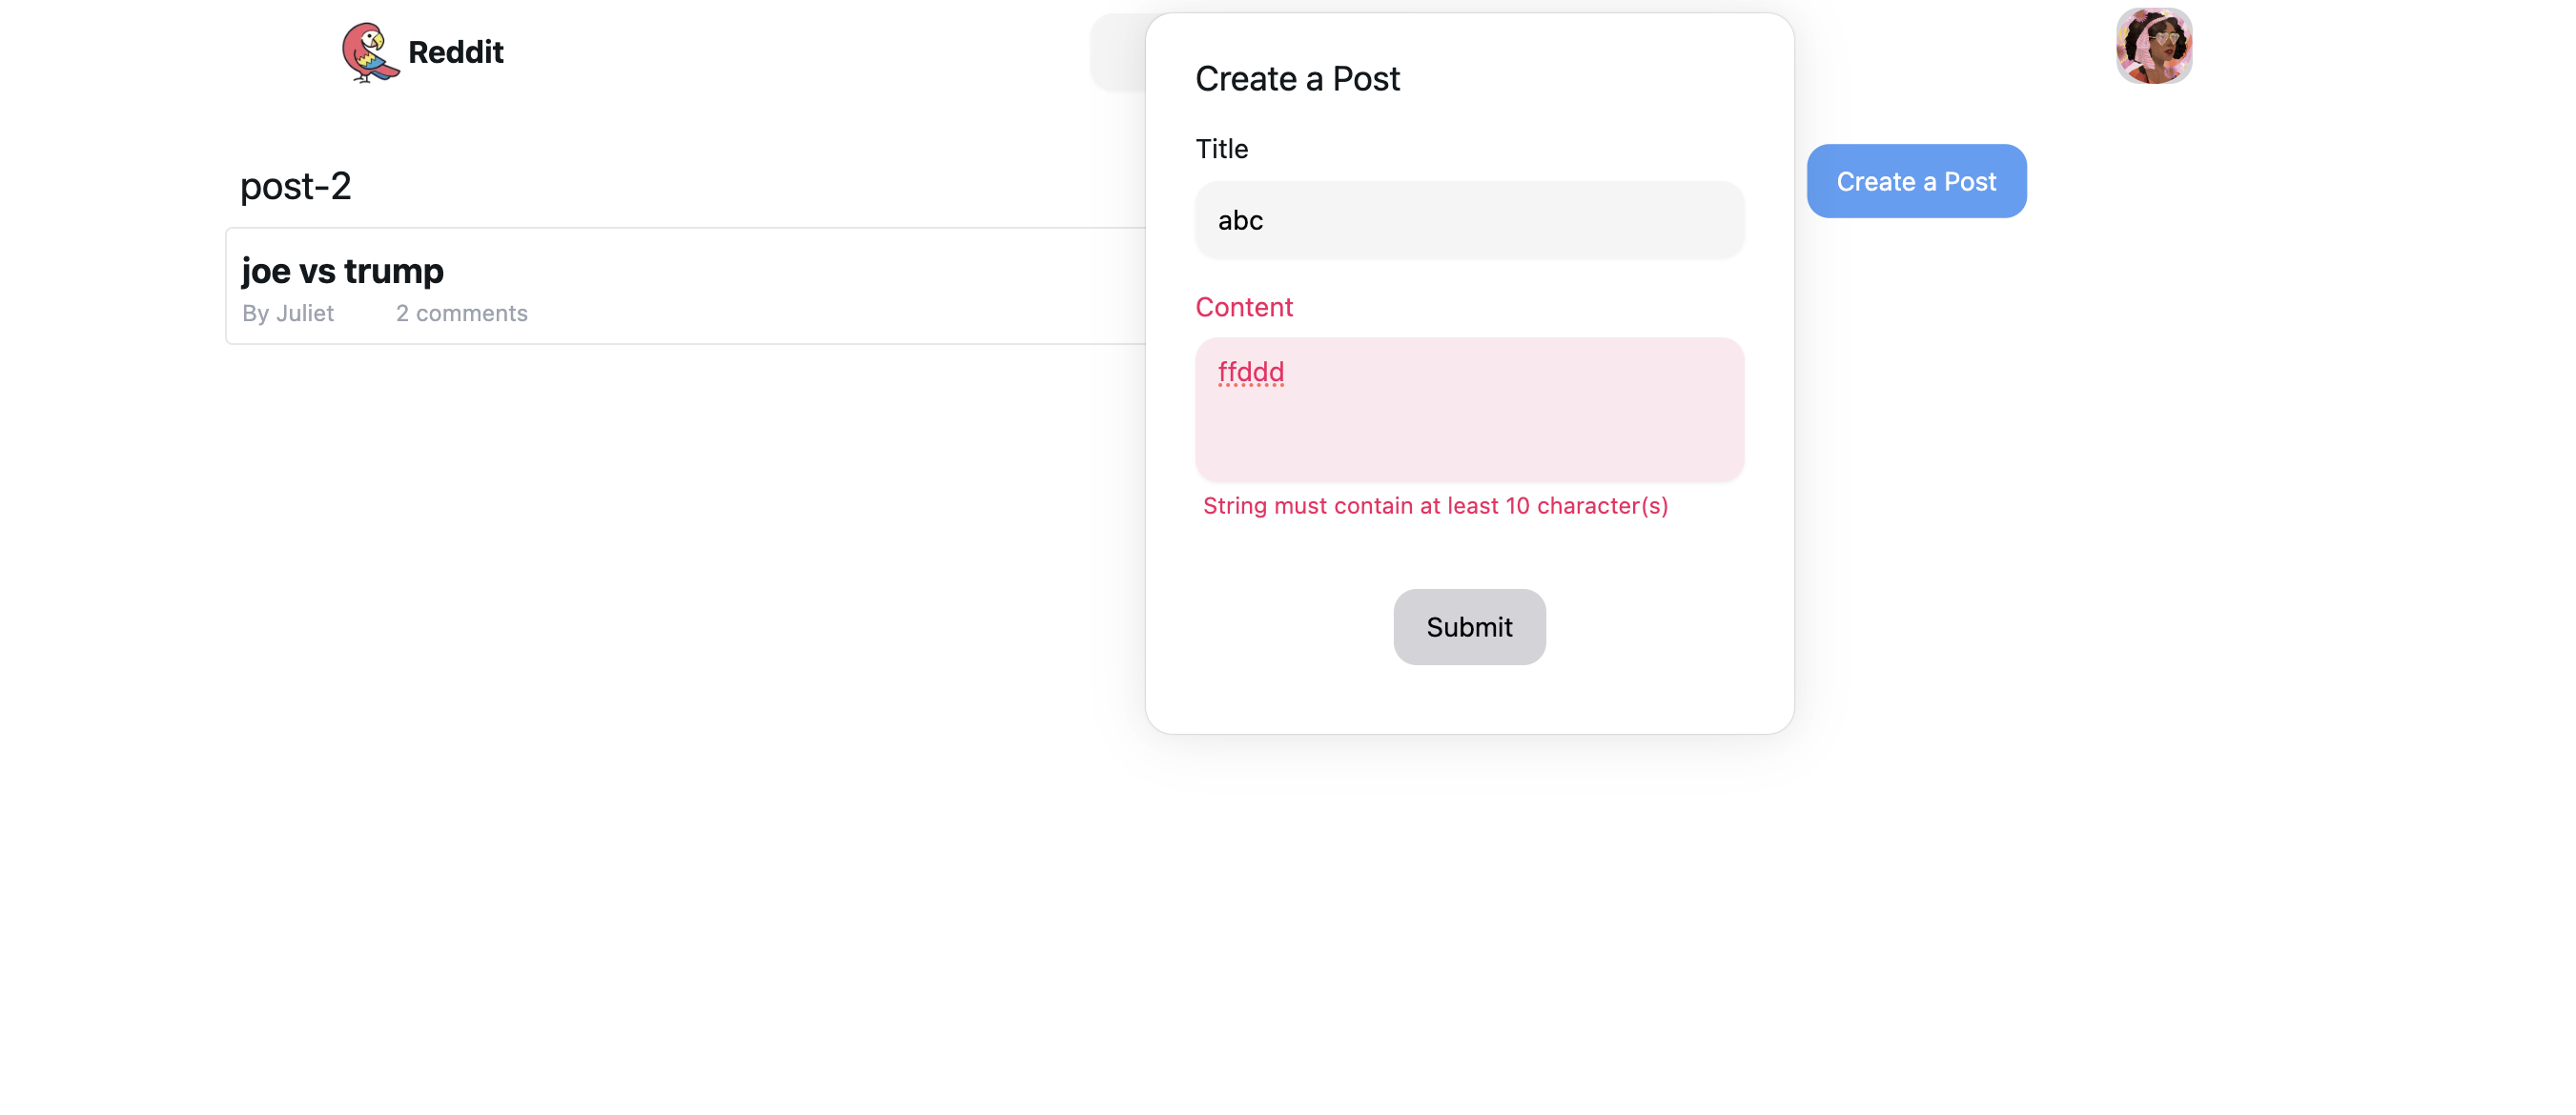 Reddit
Create a Post
Title
abc
Content
ffddd
String must contain at least 10 character(s)
Submit
Create a Post
post-2
joe vs trump
By Juliet 2 comments